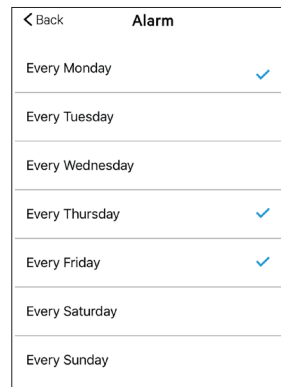 Back Alarm
Every Monday
Every Tuesday
Every Wednesday
Every Thursday
Every Friday
Every Saturday
Every Sunday